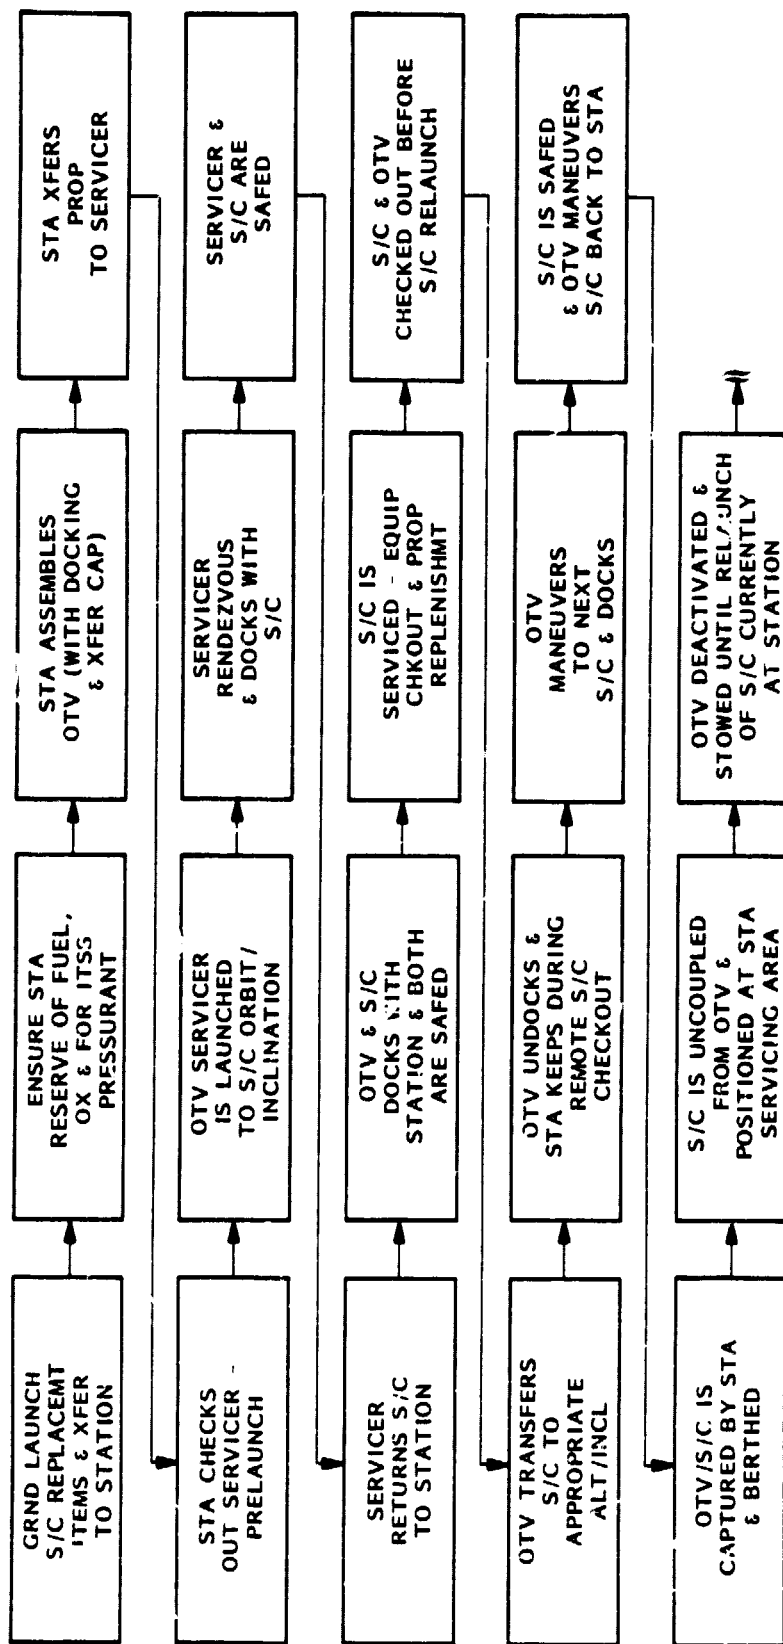 GRND LAUNCH
S/C REPLACEMT
ITEMS & XFER
TO STATION
ENSURE STA
RESERVE OF FUEL,
OX & FOR ITSS
PRESSURANT
STA ASSEMBLES
OTV (WITH DOCKING
& XFER CAP)
STA XFERS
PROP
TO SERVICER
STA CHECKS
OUT SERVICER -
PRELAUNCH
OTV SERVICER
IS LAUNCHED
TO S/C ORBIT/
INCLINATION
SERVICER
RENDEZVOUS
& DOCKS WITH
S/C
SERVICER &
S/C ARE
SAFED
SERVICER
RETURNS S/C
TO STATION
OTV & S/C
DOCKS WITH
STATION & BOTH
ARE SAFED
S/C IS
SERVICED - EQUIP
CHKOUT & PROP
REPLENISHMT
S/C & OTV
CHECKED OUT BEFORE
S/C RELAUNCH
OTV TRANSFERS
S/C TO
APPROPRIATE
ALT/INCL
OTV UNDOCKS &
STA KEEPS DURING
REMOTE S/C
CHECKOUT
OTV
MANEUVERS
TO NEXT
S/C & DOCKS
S/C IS SAFED
& OTV MANEUVERS
S/C BACK TO STA
OTV/S/C IS
CAPTURED BY STA
& BERTHED
S/C IS UNCOUPLED
FROM OTV &
POSITIONED AT STA
SERVICING AREA
OTV DEACTIVATED &
STOWED UNTIL RELAUNCH
OF S/C CURRENTLY
AT STATION